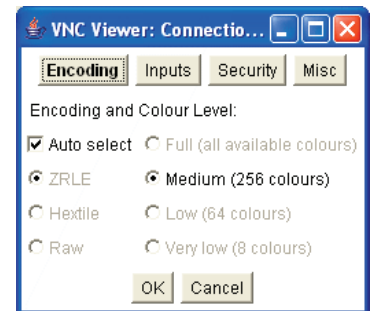 VNC Viewer: Connectio...
Encoding Inputs Security Misc
Encoding and Colour Level:
Auto select Full (all available colours)
ZRLE Medium (256 colours)
Hextile Low (64 colours)
Raw Very low (8 colours)
OK Cancel